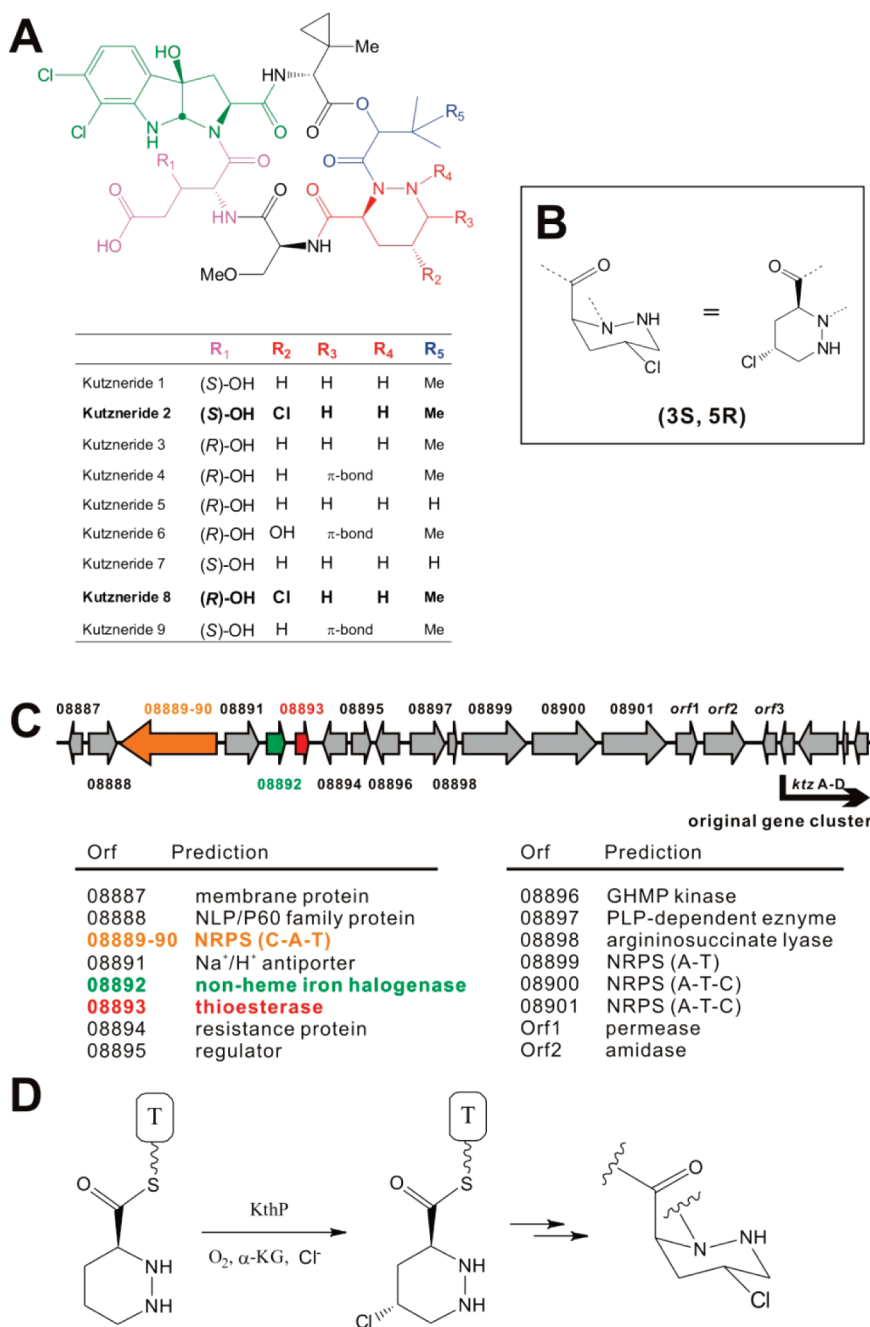 A
HO
Cl
Cl
N
H
N
O
HN
Me
O
O
O
R5
O
N
N
R4
R3
R2
O
R1
O
O
HO
HN
O
NH
MeO
R1 R2 R3 R4 R5
Kutzneride 1 (S)-OH H H H Me
Kutzneride 2 (S)-OH Cl H H Me
Kutzneride 3 (R)-OH H H H Me
Kutzneride 4 (R)-OH H π-bond Me
Kutzneride 5 (R)-OH H H H H
Kutzneride 6 (R)-OH OH π-bond Me
Kutzneride 7 (S)-OH H H H H
Kutzneride 8 (R)-OH Cl H H Me
Kutzneride 9 (S)-OH H π-bond Me
B
O
N
NH
Cl
=
O
N
NH
Cl
(3S, 5R)
C
08887 08889-90 08891 08893 08895 08897 08899 08900 08901 orf1 orf2 orf3
08888 08892 08894 08896 08898 ktz A-D
original gene cluster
Orf Prediction
08887 membrane protein
08888 NLP/P60 family protein
08889-90 NRPS (C-A-T)
08891 Na+/H+ antiporter
08892 non-heme iron halogenase
08893 thioesterase
08894 resistance protein
08895 regulator
Orf Prediction
08896 GHMP kinase
08897 PLP-dependent eznyme
08898 argininosuccinate lyase
08899 NRPS (A-T)
08900 NRPS (A-T-C)
08901 NRPS (A-T-C)
Orf1 permease
Orf2 amidase
D
T
S
O
NH
NH
KthP
O2, α-KG, Cl-
T
S
O
NH
NH
Cl
O
N
NH
Cl